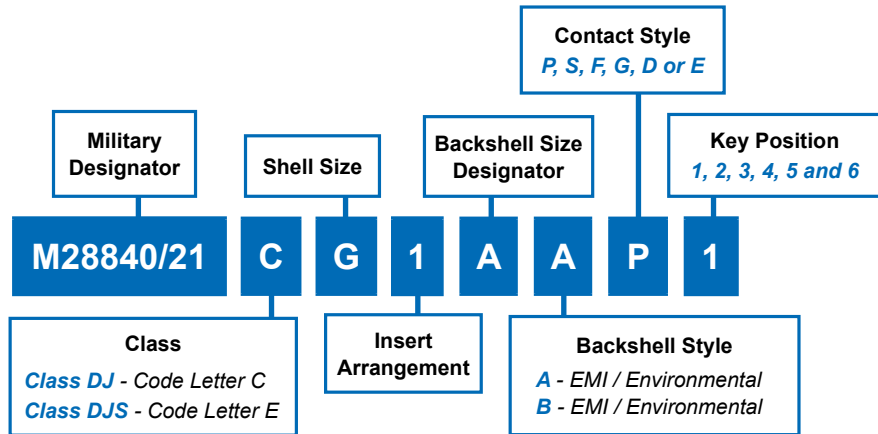 Contact Style
P, S, F, G, D or E
Military
Designator
Shell Size
Backshell Size
Designator
Key Position
1, 2, 3, 4, 5 and 6
M28840/21 C G 1 A A P 1
Class
Class DJ - Code Letter C
Class DJS - Code Letter E
Insert
Arrangement
Backshell Style
A - EMI / Environmental
B - EMI / Environmental